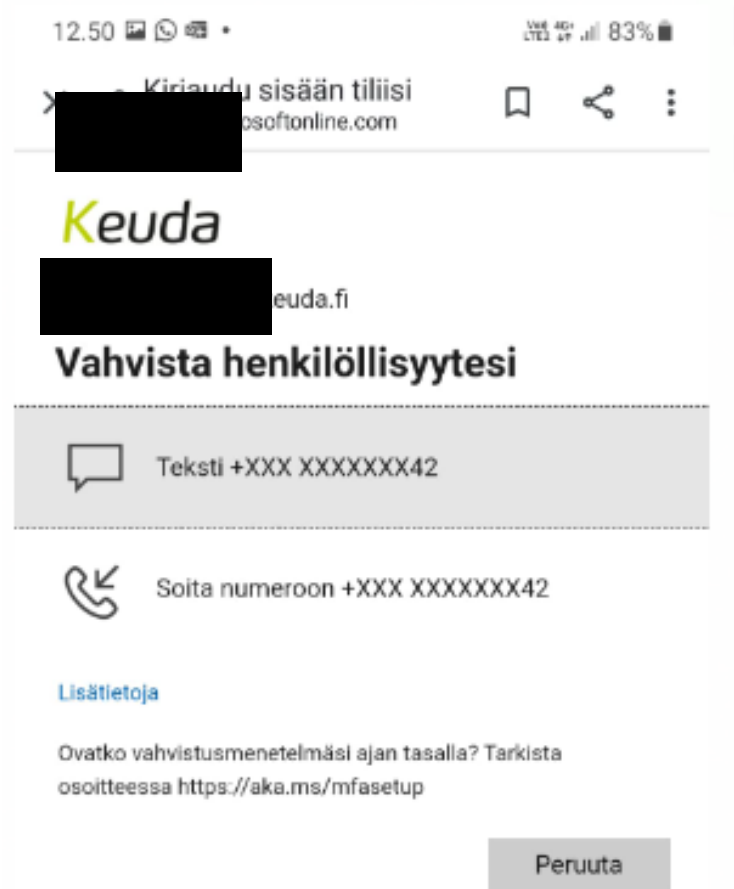 12.50
83%
Kirjaudu sisään tiliisi
osoftonline.com
Keuda
euda.fi
Vahvista henkilöllisyytesi
Teksti +XXX XXXXXXX42
Soita numeroon +XXX XXXXXXX42
Lisätietoja
Ovatko vahvistusmenetelmäsi ajan tasalla? Tarkista
osoitteessa https://aka.ms/mfasetup
Peruuta